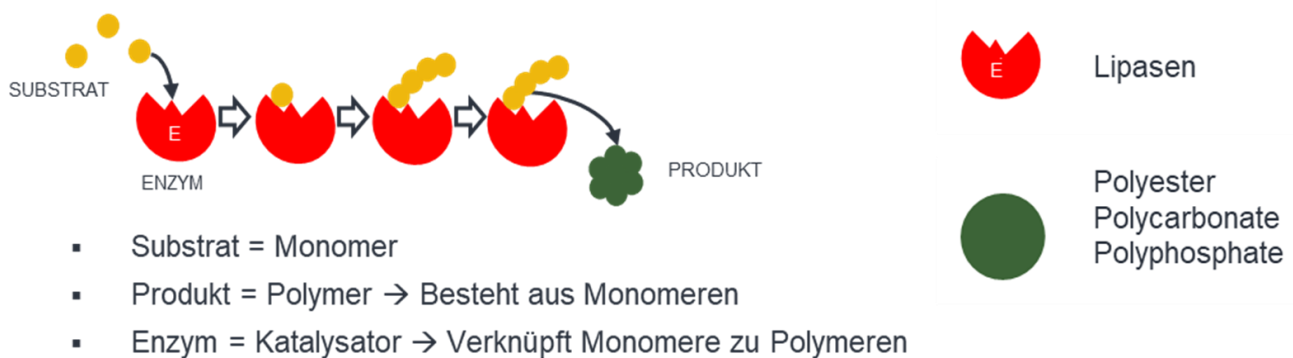 SUBSTRAT
E
ENZYM
PRODUKT
▪ Substrat = Monomer
▪ Produkt = Polymer → Besteht aus Monomeren
▪ Enzym = Katalysator → Verknüpft Monomere zu Polymeren
E
Lipasen
Polyester
Polycarbonate
Polyphosphate